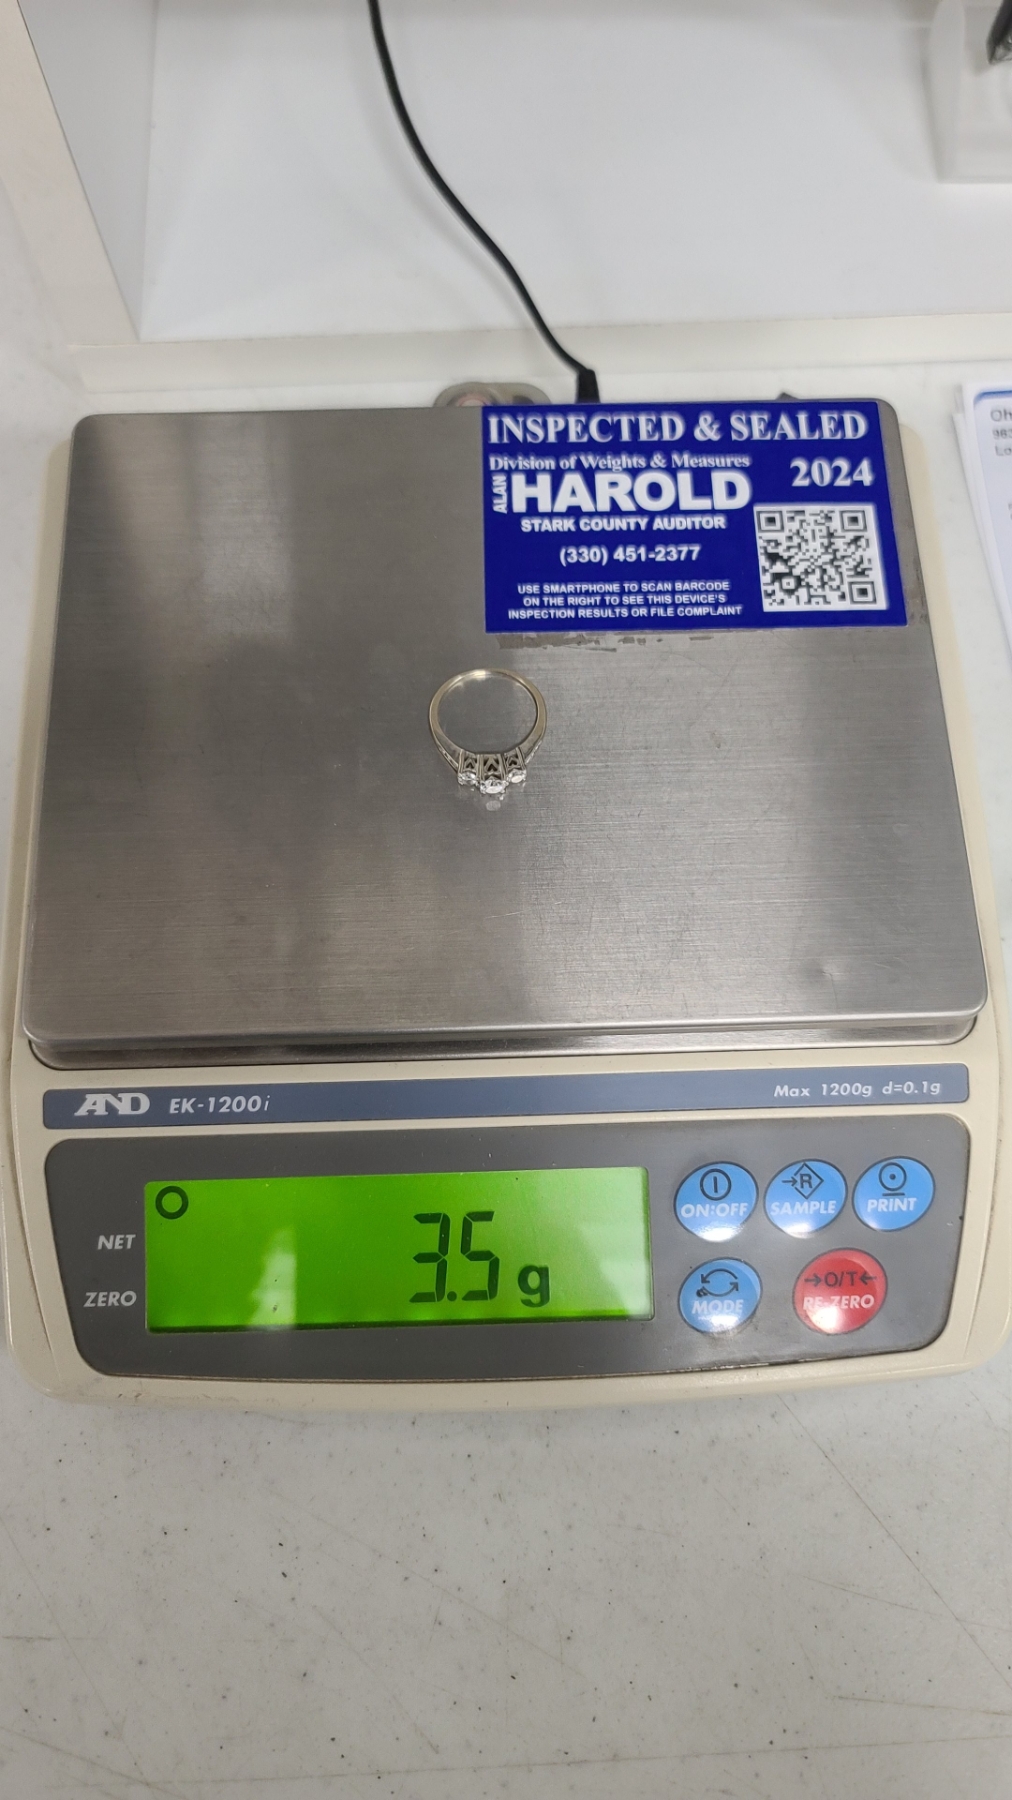 INSPECTED & SEALED
Division of Weights & Measures
2024
ALAN
HAROLD
STARK COUNTY AUDITOR
(330) 451-2377
USE SMARTPHONE TO SCAN BARCODE
ON THE RIGHT TO SEE THIS DEVICE'S
INSPECTION RESULTS OR FILE COMPLAINT
AND EK-1200i
Max 1200g d=0.1g
NET
ZERO
3.5 g
ON:OFF
→R
SAMPLE
PRINT
MODE
→O/T←
RE-ZERO